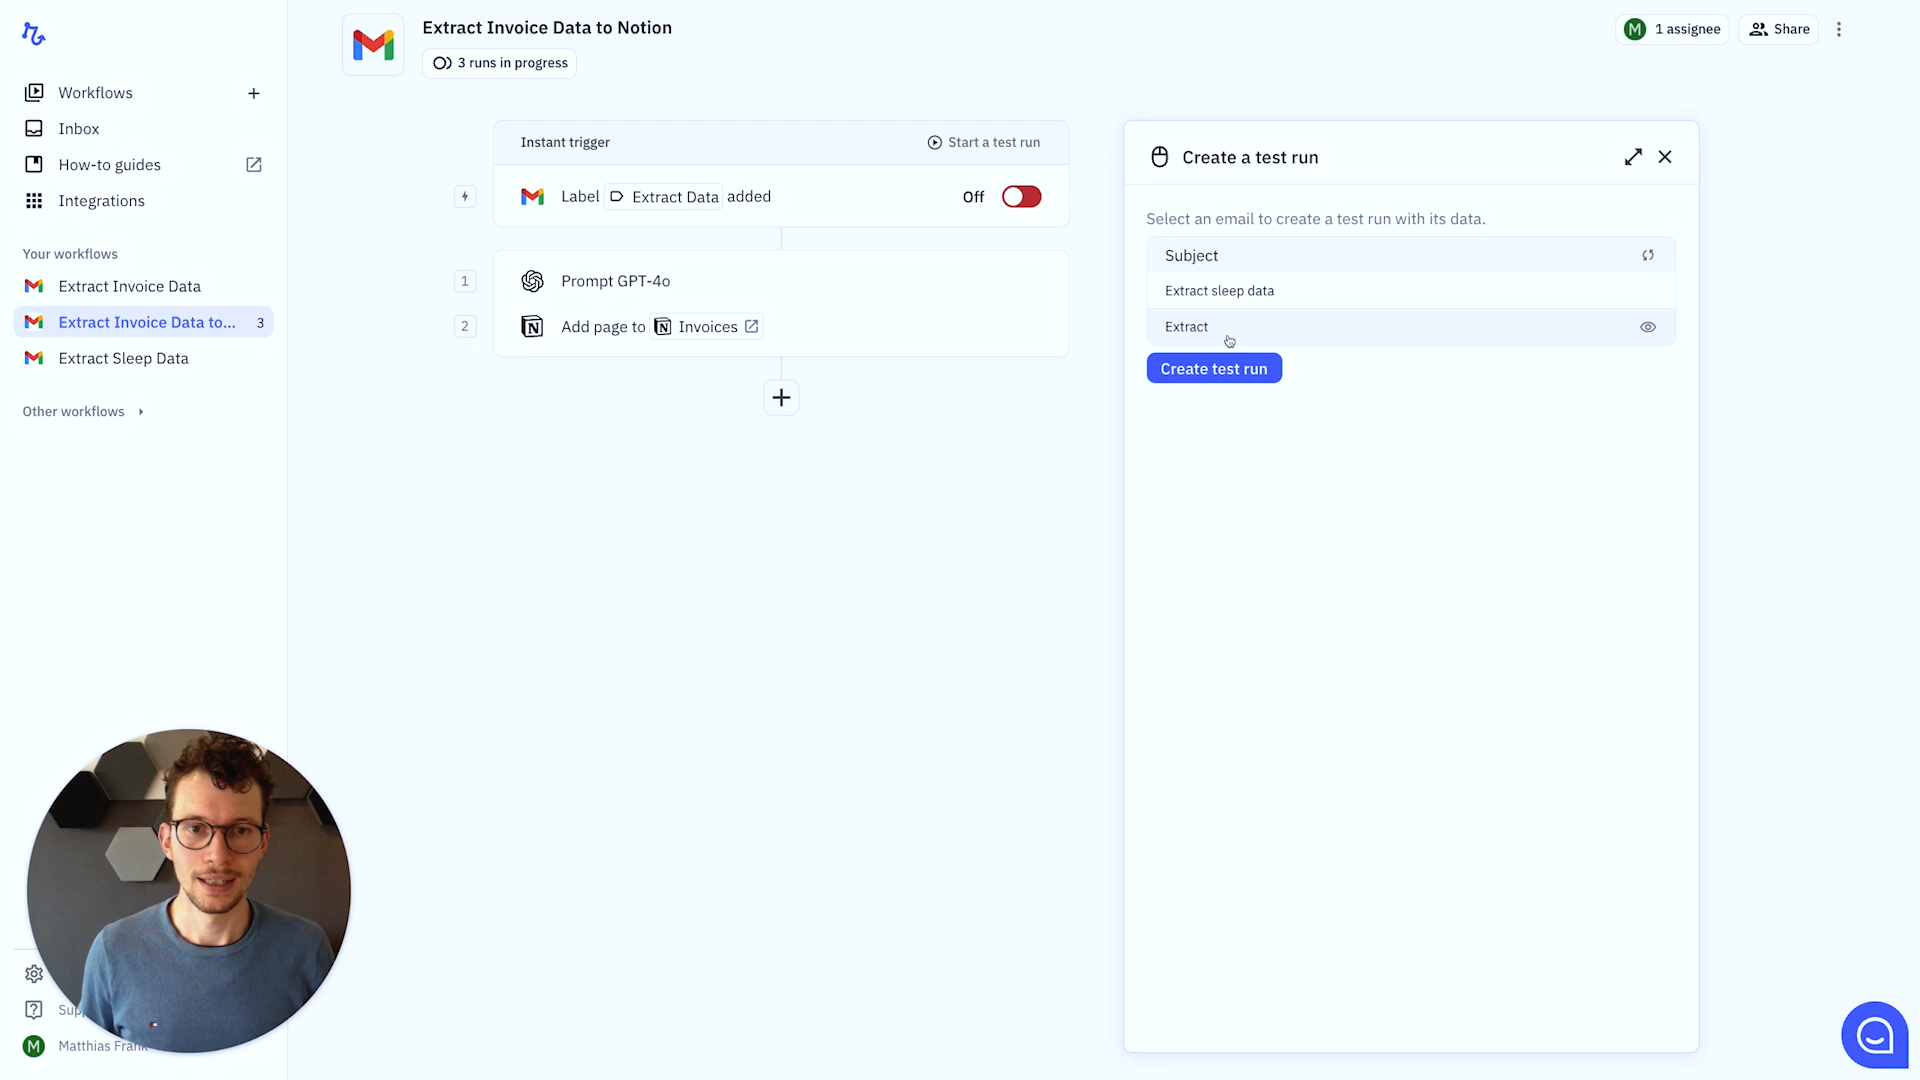 Workflows
Inbox
How-to guides
Integrations
Your workflows
Extract Invoice Data
Extract Invoice Data to... 3
Extract Sleep Data
Other workflows
Matthias Frank
M
Extract Invoice Data to Notion
3 runs in progress
M 1 assignee
Share
Instant trigger
Start a test run
Label Extract Data added
Off
1 Prompt GPT-4o
2 Add page to N Invoices
Create a test run
Select an email to create a test run with its data.
Subject
Extract sleep data
Extract
Create test run